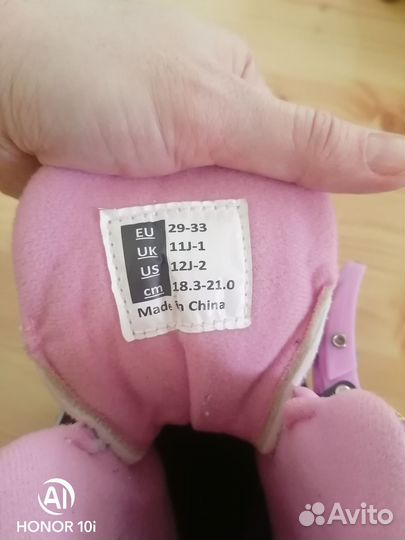 EU 29-33
UK 11J-1
US 12J-2
cm 18.3-21.0
Made in China
AI
HONOR 10i
Avito